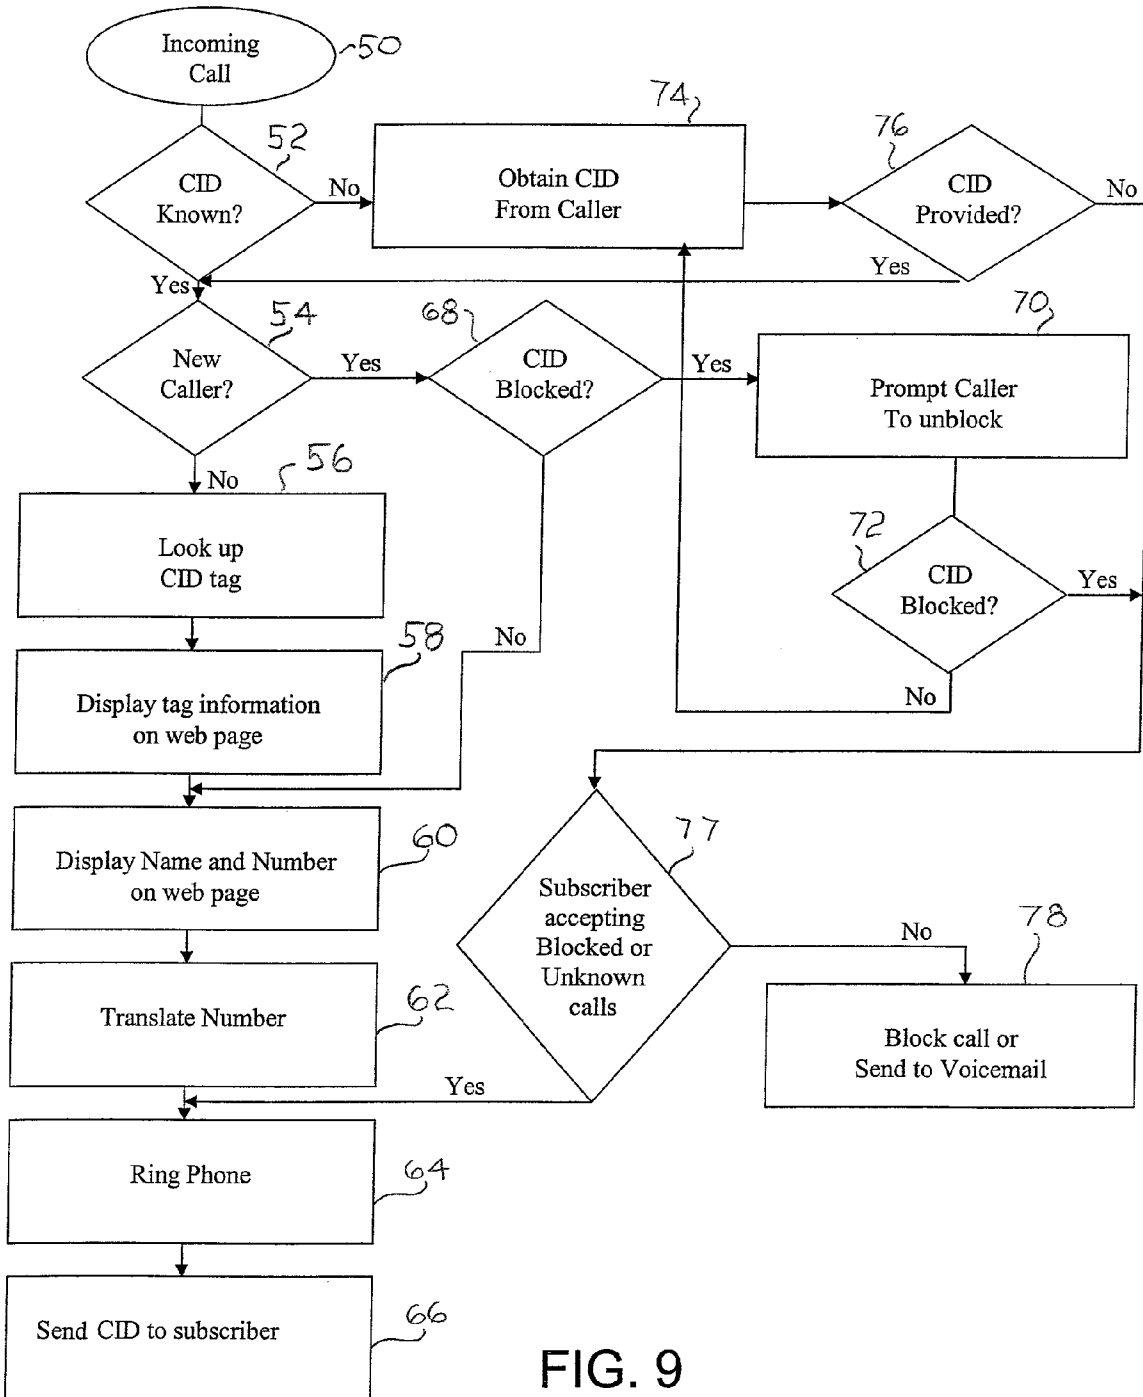 Incoming
Call
50
CID
Known?
52
No
Yes
74
Obtain CID
From Caller
76
CID
Provided?
No
Yes
New
Caller?
54
Yes
No
68
CID
Blocked?
Yes
No
70
Prompt Caller
To unblock
72
CID
Blocked?
Yes
No
56
Look up
CID tag
58
Display tag information
on web page
60
Display Name and Number
on web page
62
Translate Number
77
Subscriber
accepting
Blocked or
Unknown
calls
No
Yes
78
Block call or
Send to Voicemail
64
Ring Phone
66
Send CID to subscriber
FIG. 9